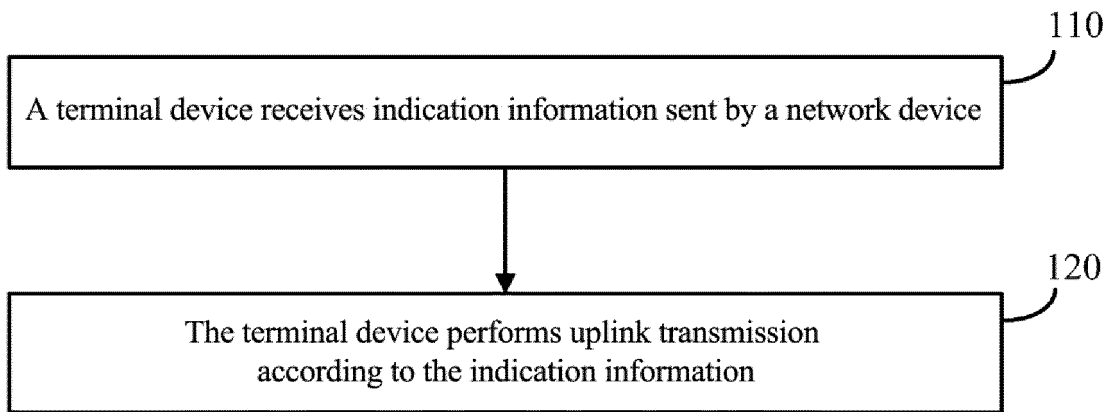 110
A terminal device receives indication information sent by a network device
120
The terminal device performs uplink transmission
according to the indication information